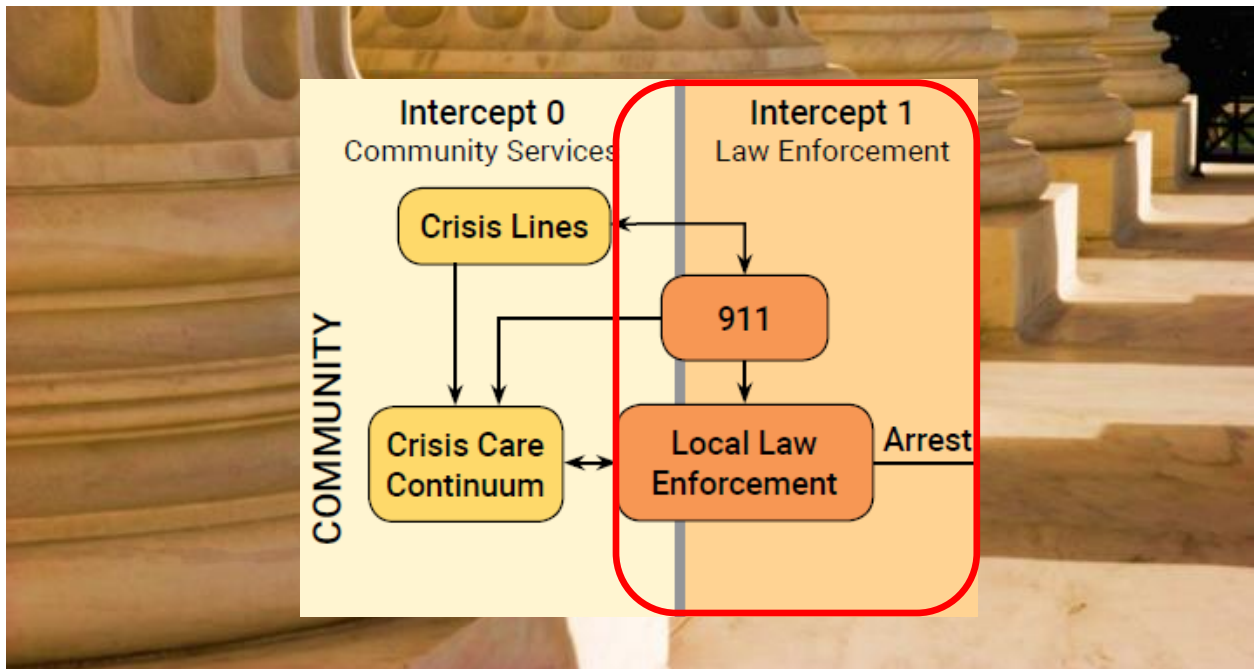 Intercept 0
Community Services
Intercept 1
Law Enforcement
Crisis Lines
911
COMMUNITY
Crisis Care
Continuum
Local Law
Enforcement
Arrest